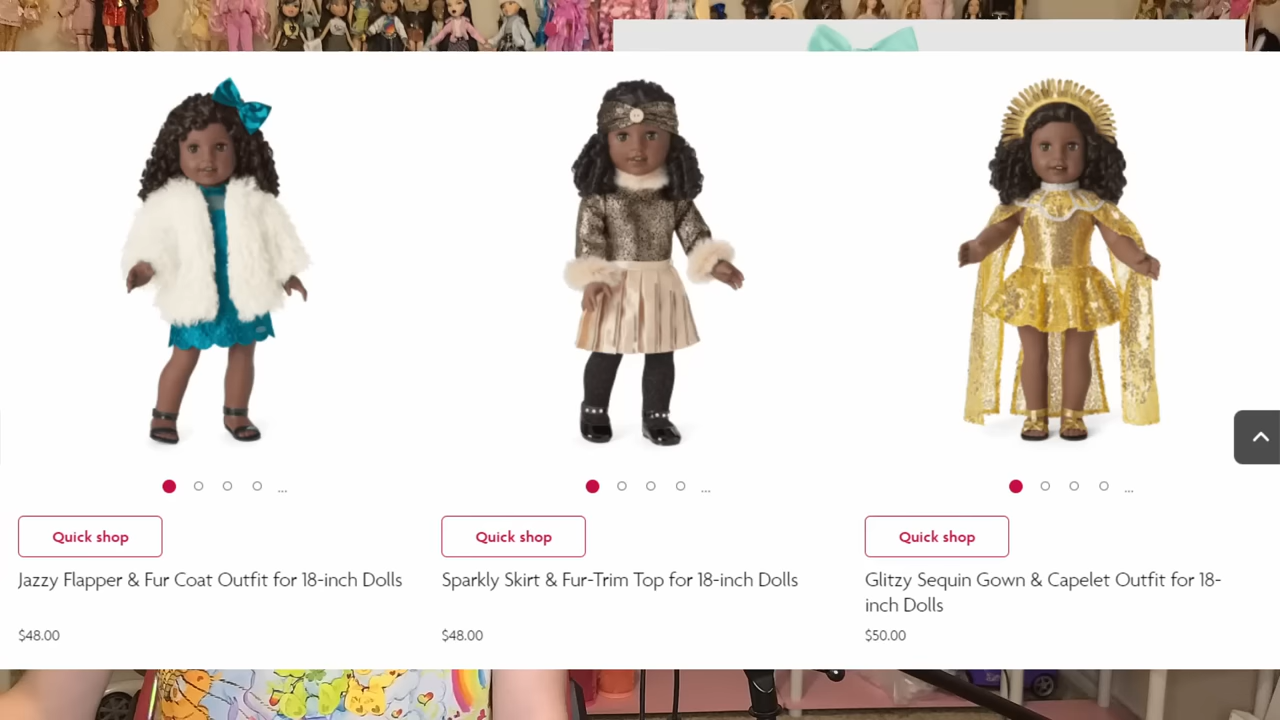 Quick shop
Quick shop
Quick shop
Jazzy Flapper & Fur Coat Outfit for 18-inch Dolls
Sparkly Skirt & Fur-Trim Top for 18-inch Dolls
Glitzy Sequin Gown & Capelet Outfit for 18-
inch Dolls
$48.00
$48.00
$50.00